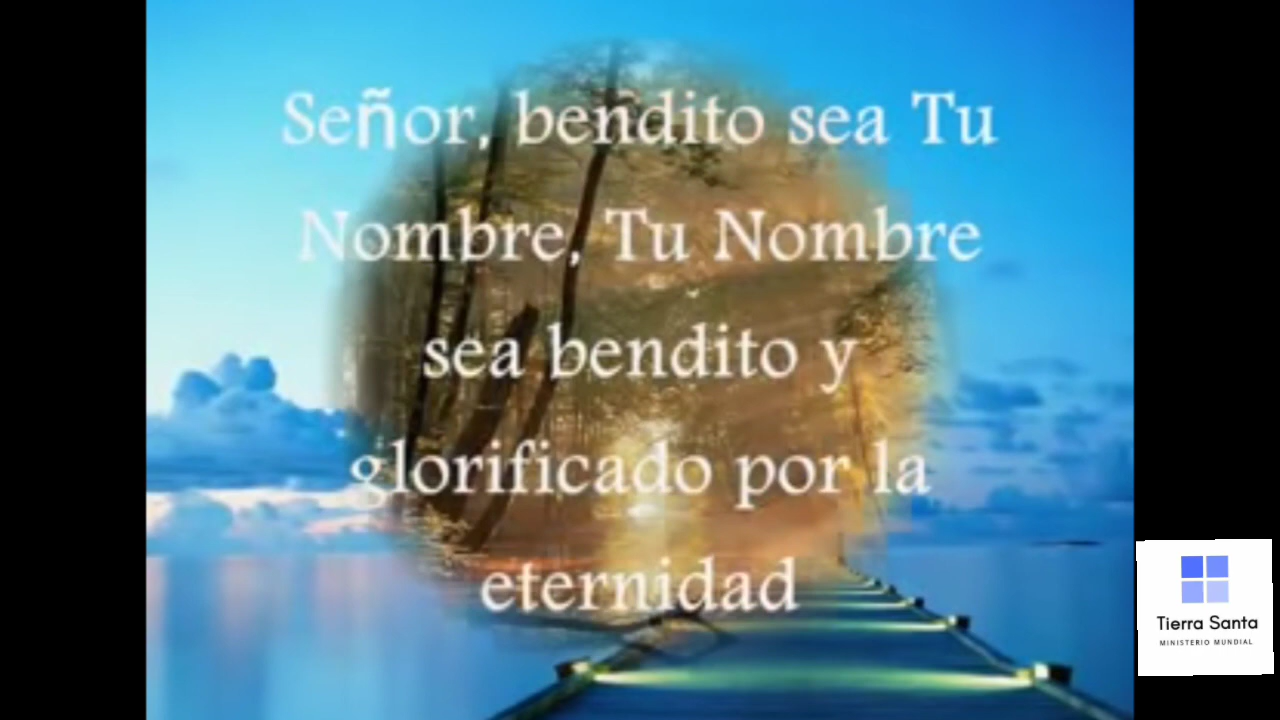 Señor, bendito sea Tu
Nombre, Tu Nombre
sea bendito y
glorificado por la
eternidad
Tierra Santa
MINISTERIO MUNDIAL